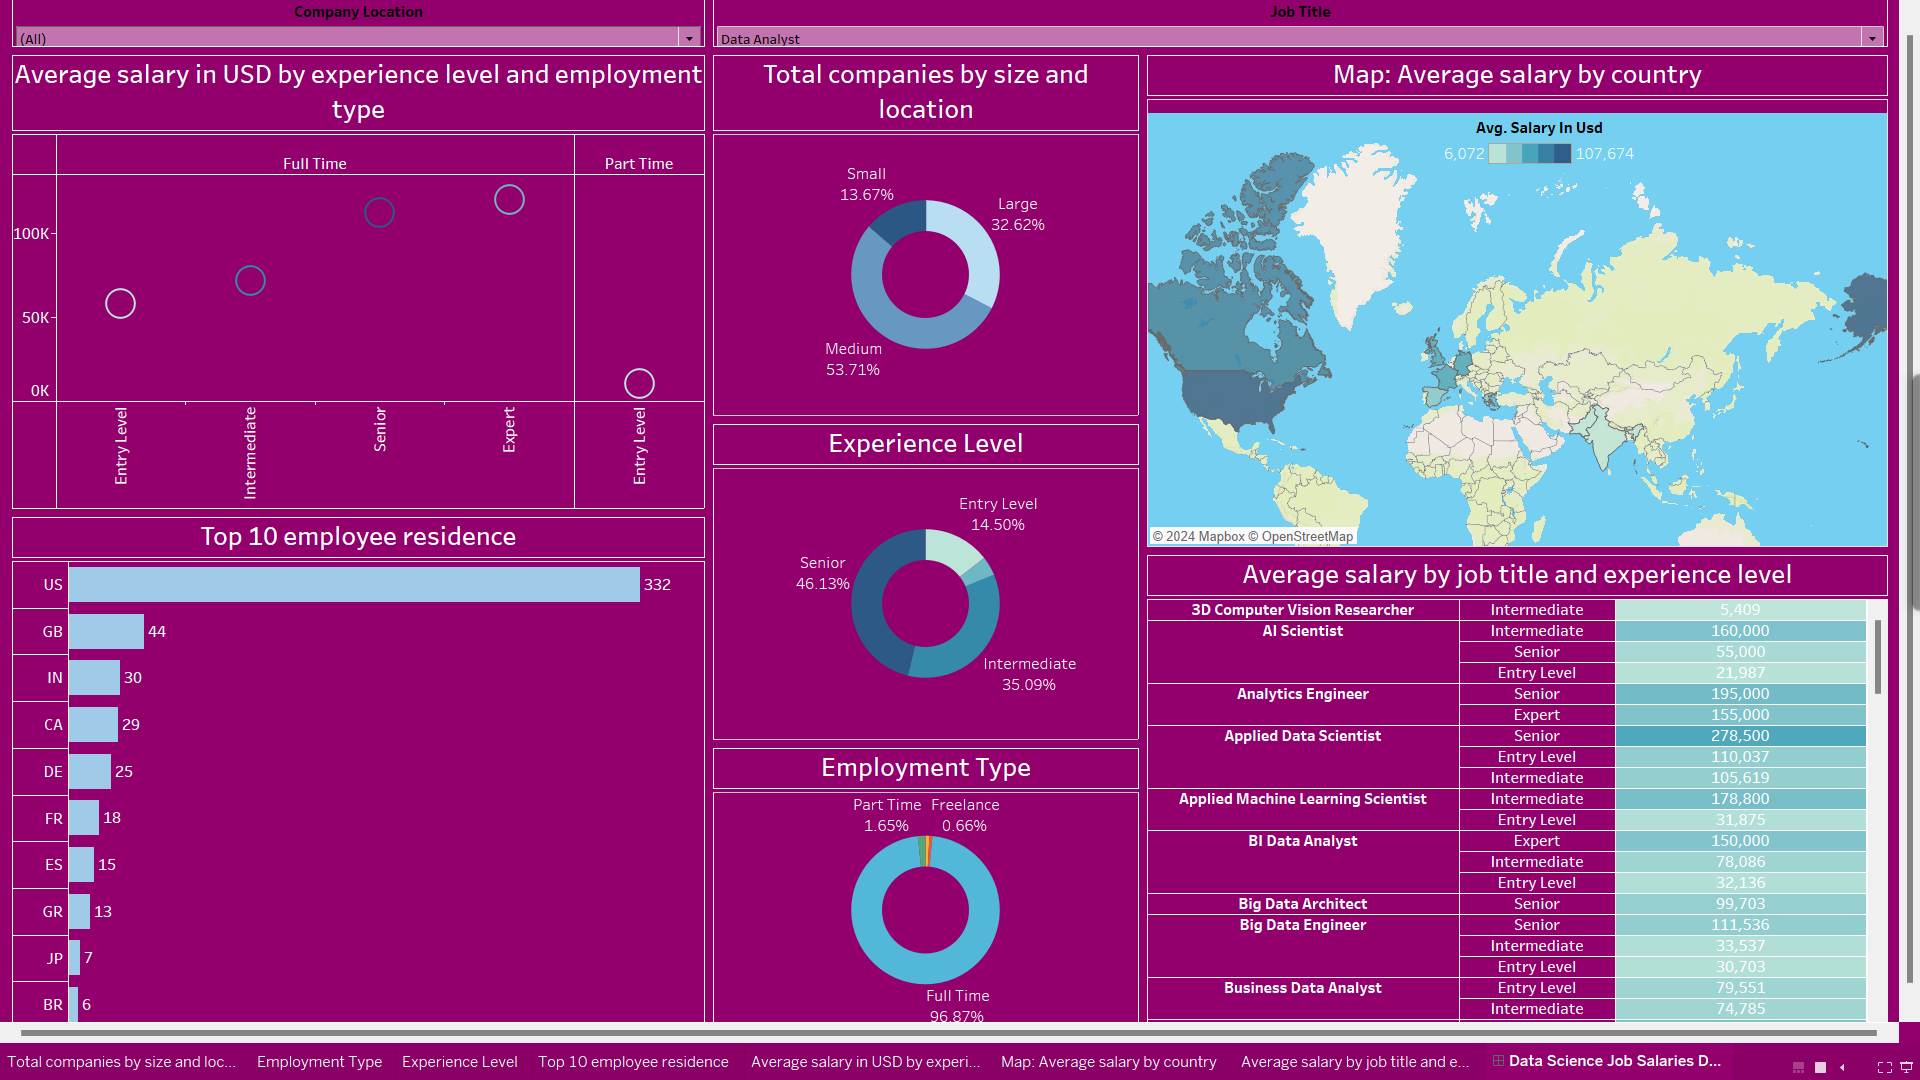 Company Location
(All)
Job Title
Data Analyst
Average salary in USD by experience level and employment
type
Full Time
Part Time
100K
50K
0K
Entry Level
Intermediate
Senior
Expert
Entry Level
Top 10 employee residence
US 332
GB 44
IN 30
CA 29
DE 25
FR 18
ES 15
GR 13
JP 7
BR 6
Total companies by size and
location
Small
13.67%
Large
32.62%
Medium
53.71%
Experience Level
Entry Level
14.50%
Senior
46.13%
Intermediate
35.09%
Employment Type
Part Time
1.65%
Freelance
0.66%
Full Time
96.87%
Map: Average salary by country
Avg. Salary In Usd
6,072 107,674
© 2024 Mapbox © OpenStreetMap
Average salary by job title and experience level
3D Computer Vision Researcher Intermediate 5,409
AI Scientist Intermediate 160,000
Senior 55,000
Entry Level 21,987
Analytics Engineer Senior 195,000
Expert 155,000
Applied Data Scientist Senior 278,500
Entry Level 110,037
Intermediate 105,619
Applied Machine Learning Scientist Intermediate 178,800
Entry Level 31,875
BI Data Analyst Expert 150,000
Intermediate 78,086
Entry Level 32,136
Big Data Architect Senior 99,703
Big Data Engineer Senior 111,536
Intermediate 33,537
Entry Level 30,703
Business Data Analyst Entry Level 79,551
Intermediate 74,785
Total companies by size and loc...
Employment Type
Experience Level
Top 10 employee residence
Average salary in USD by experi...
Map: Average salary by country
Average salary by job title and e...
Data Science Job Salaries D...